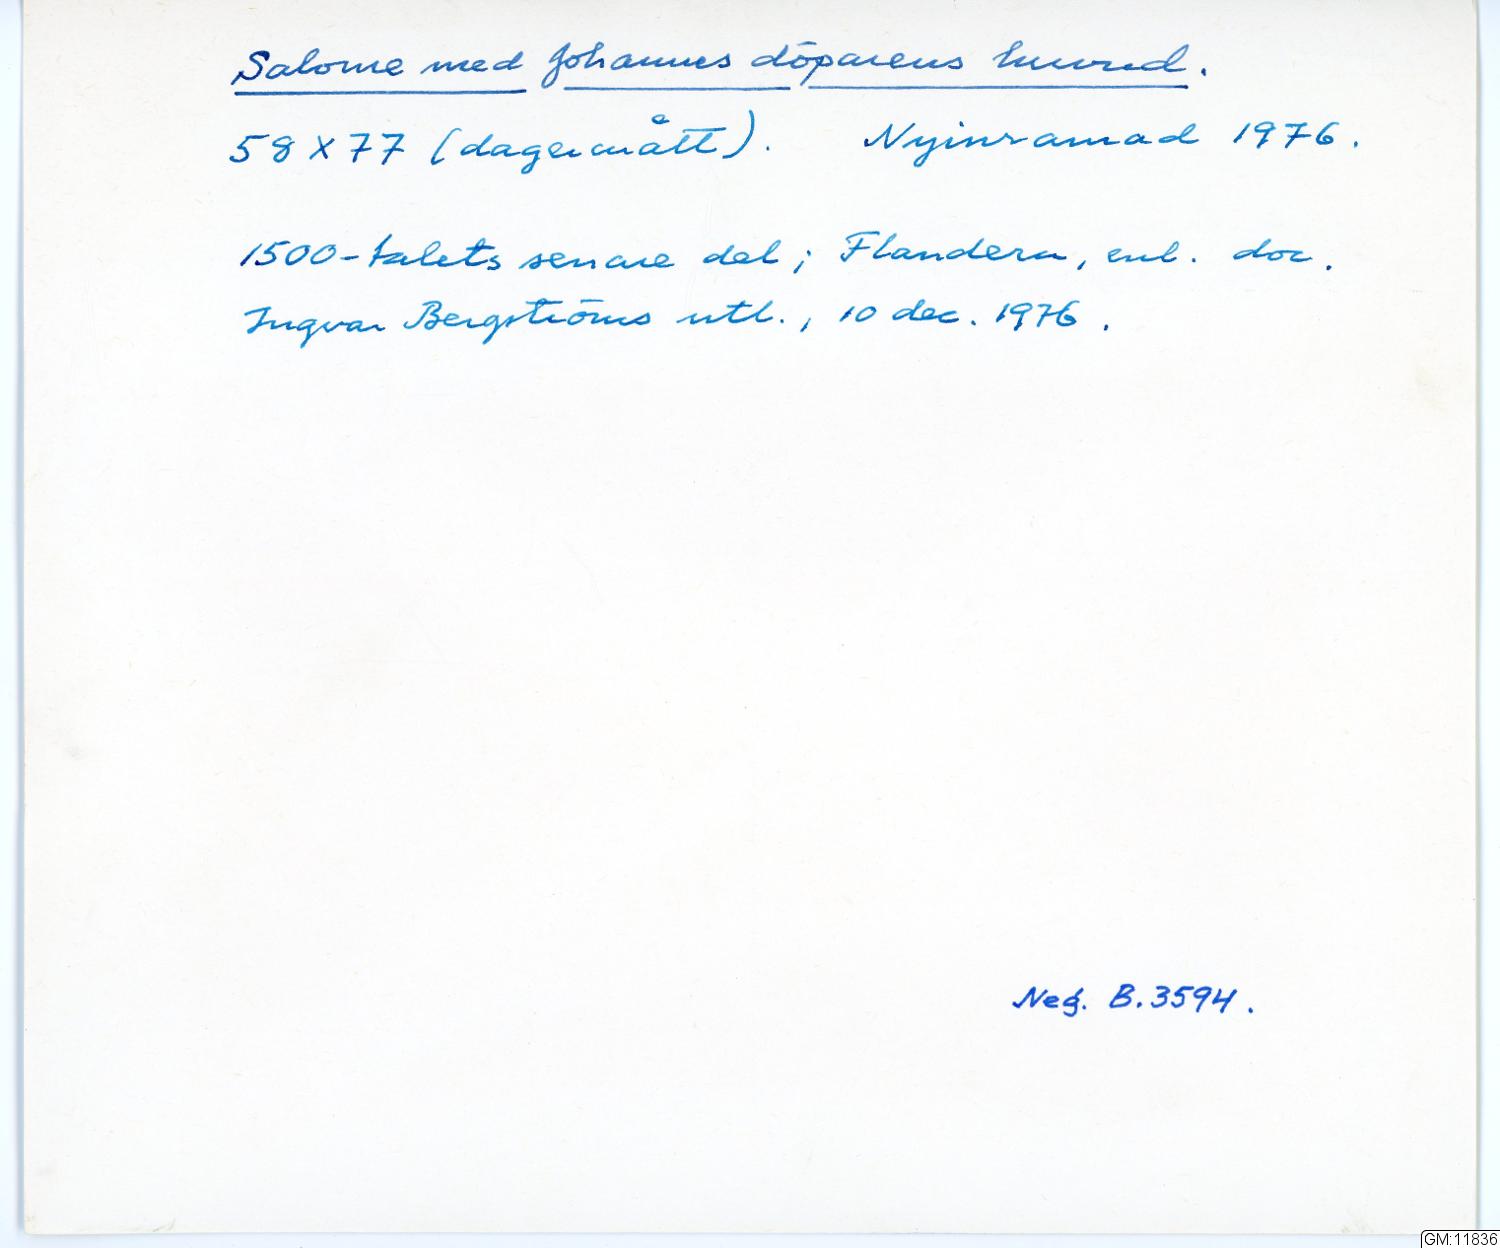 Salome med Johannes döparens huvud.
58 x 77 (dagermått). Nyinramad 1976.
1500-talets senare del; Flandern, enl. doc.
Ingvar Bergströms utl., 10 dec. 1976.
Neg. B.3594.
GM:11836